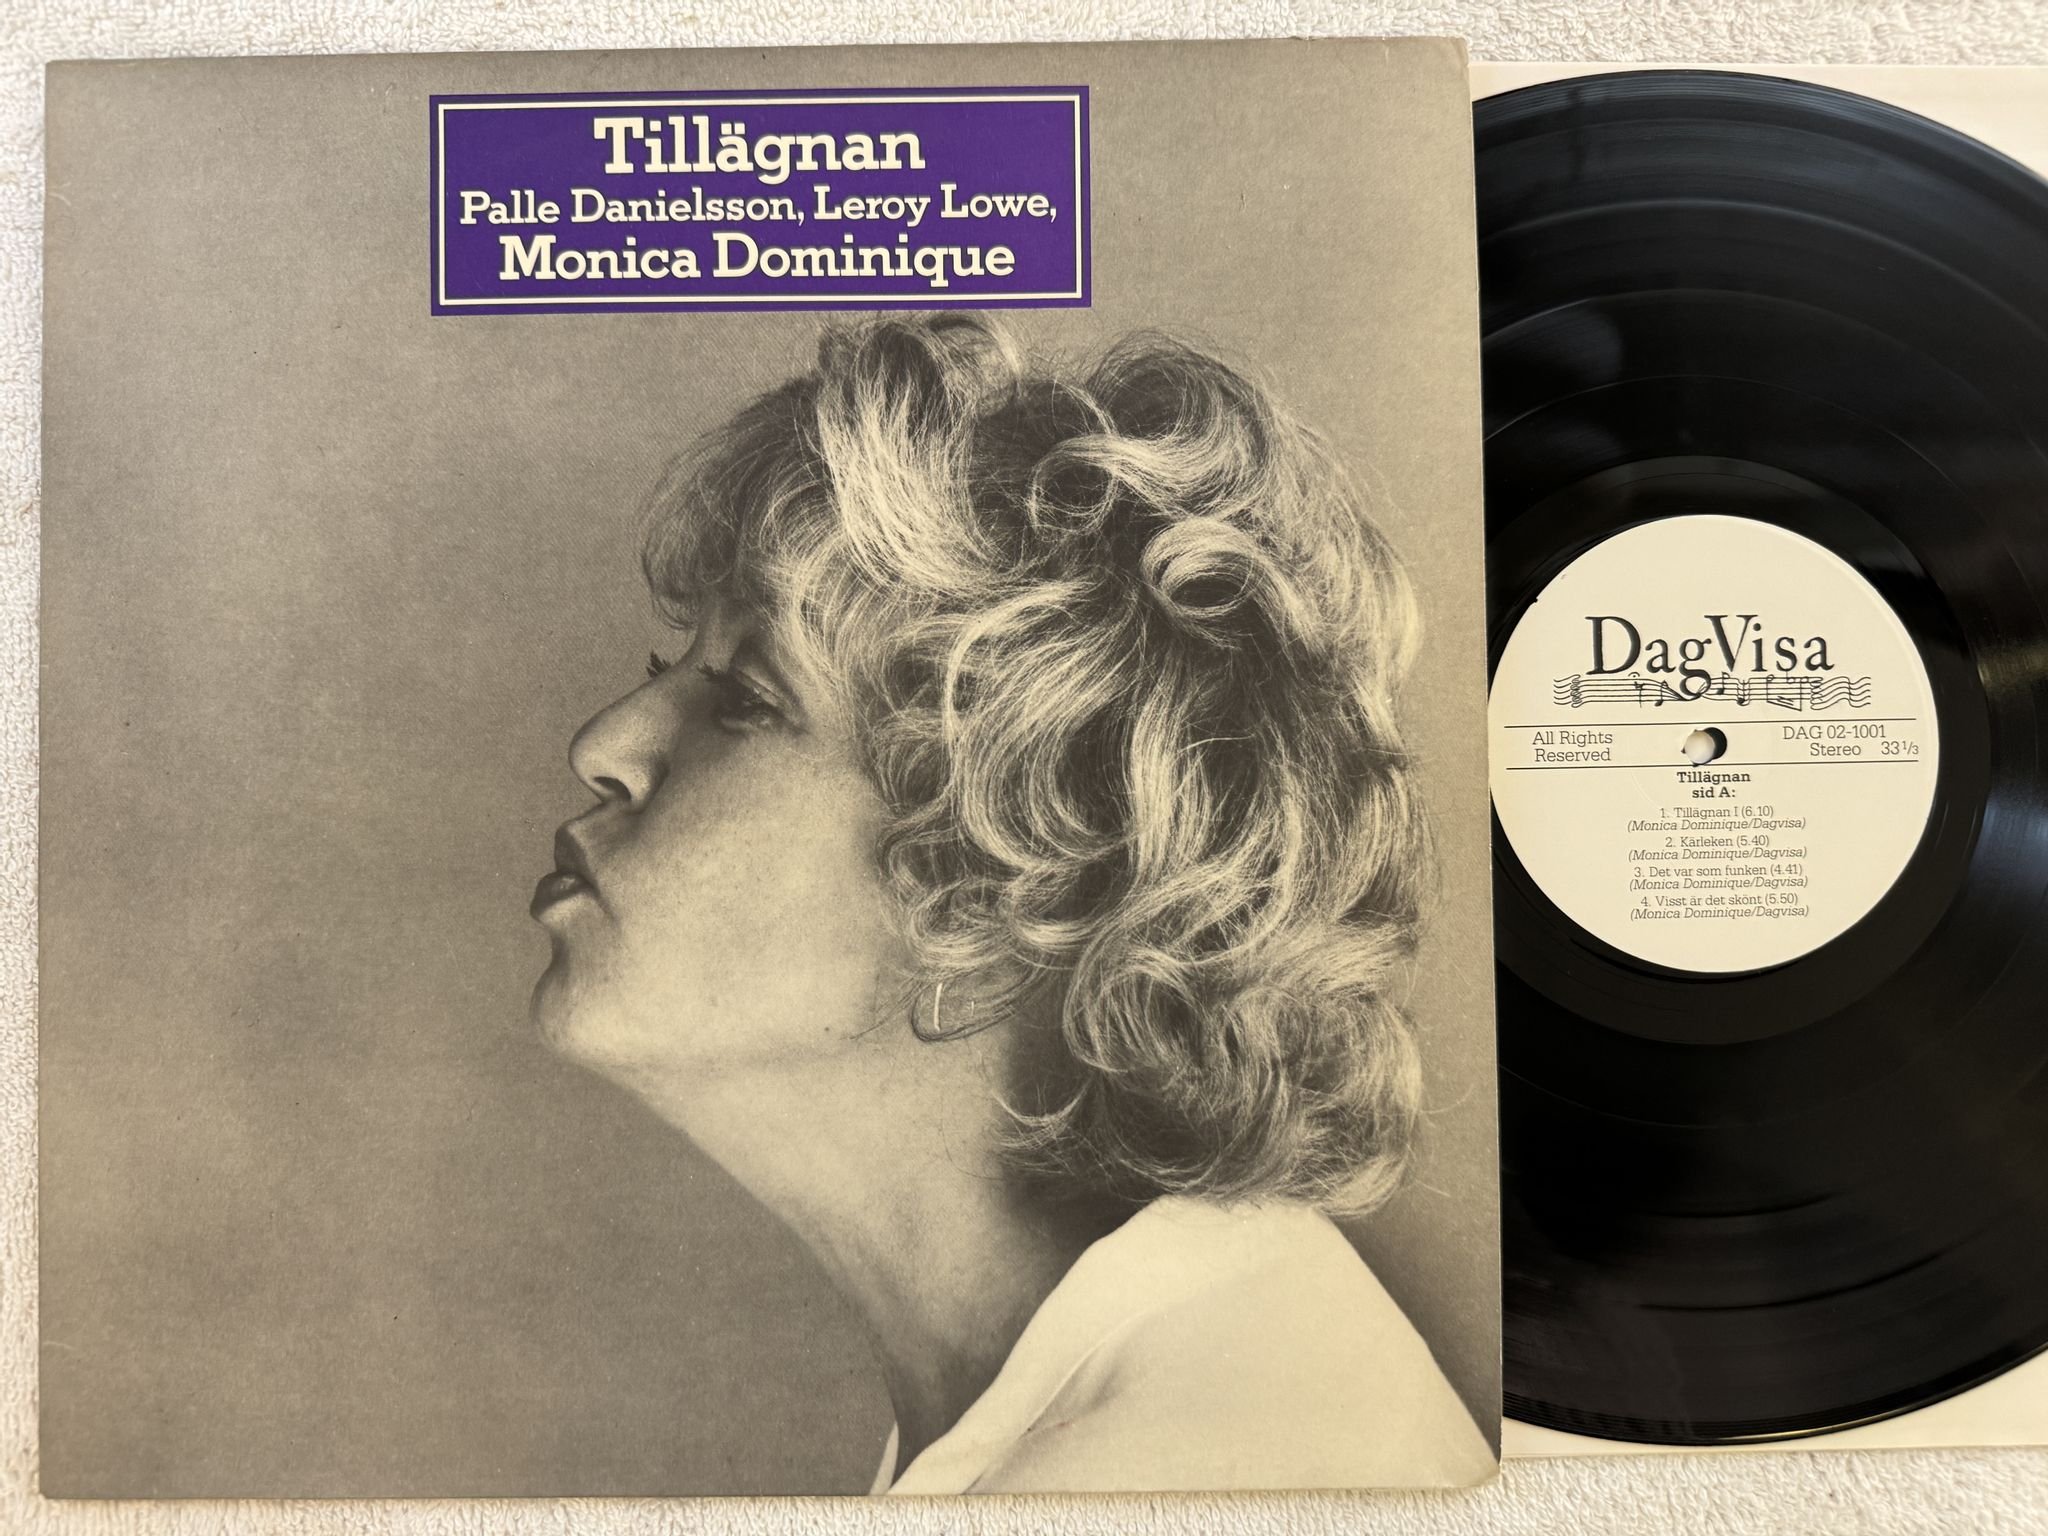 Tillägnan
Palle Danielsson, Leroy Lowe,
Monica Dominique
DagVisa
All Rights
Reserved
DAG 02-1001
Stereo 33 1/3
Tillägnan
sid A:
1. Tillägnan I (6.10)
(Monica Dominique/Dagvisa)
2. Kärleken (5.40)
(Monica Dominique/Dagvisa)
3. Det var som funken (4.41)
(Monica Dominique/Dagvisa)
4. Visst är det skönt (5.50)
(Monica Dominique/Dagvisa)